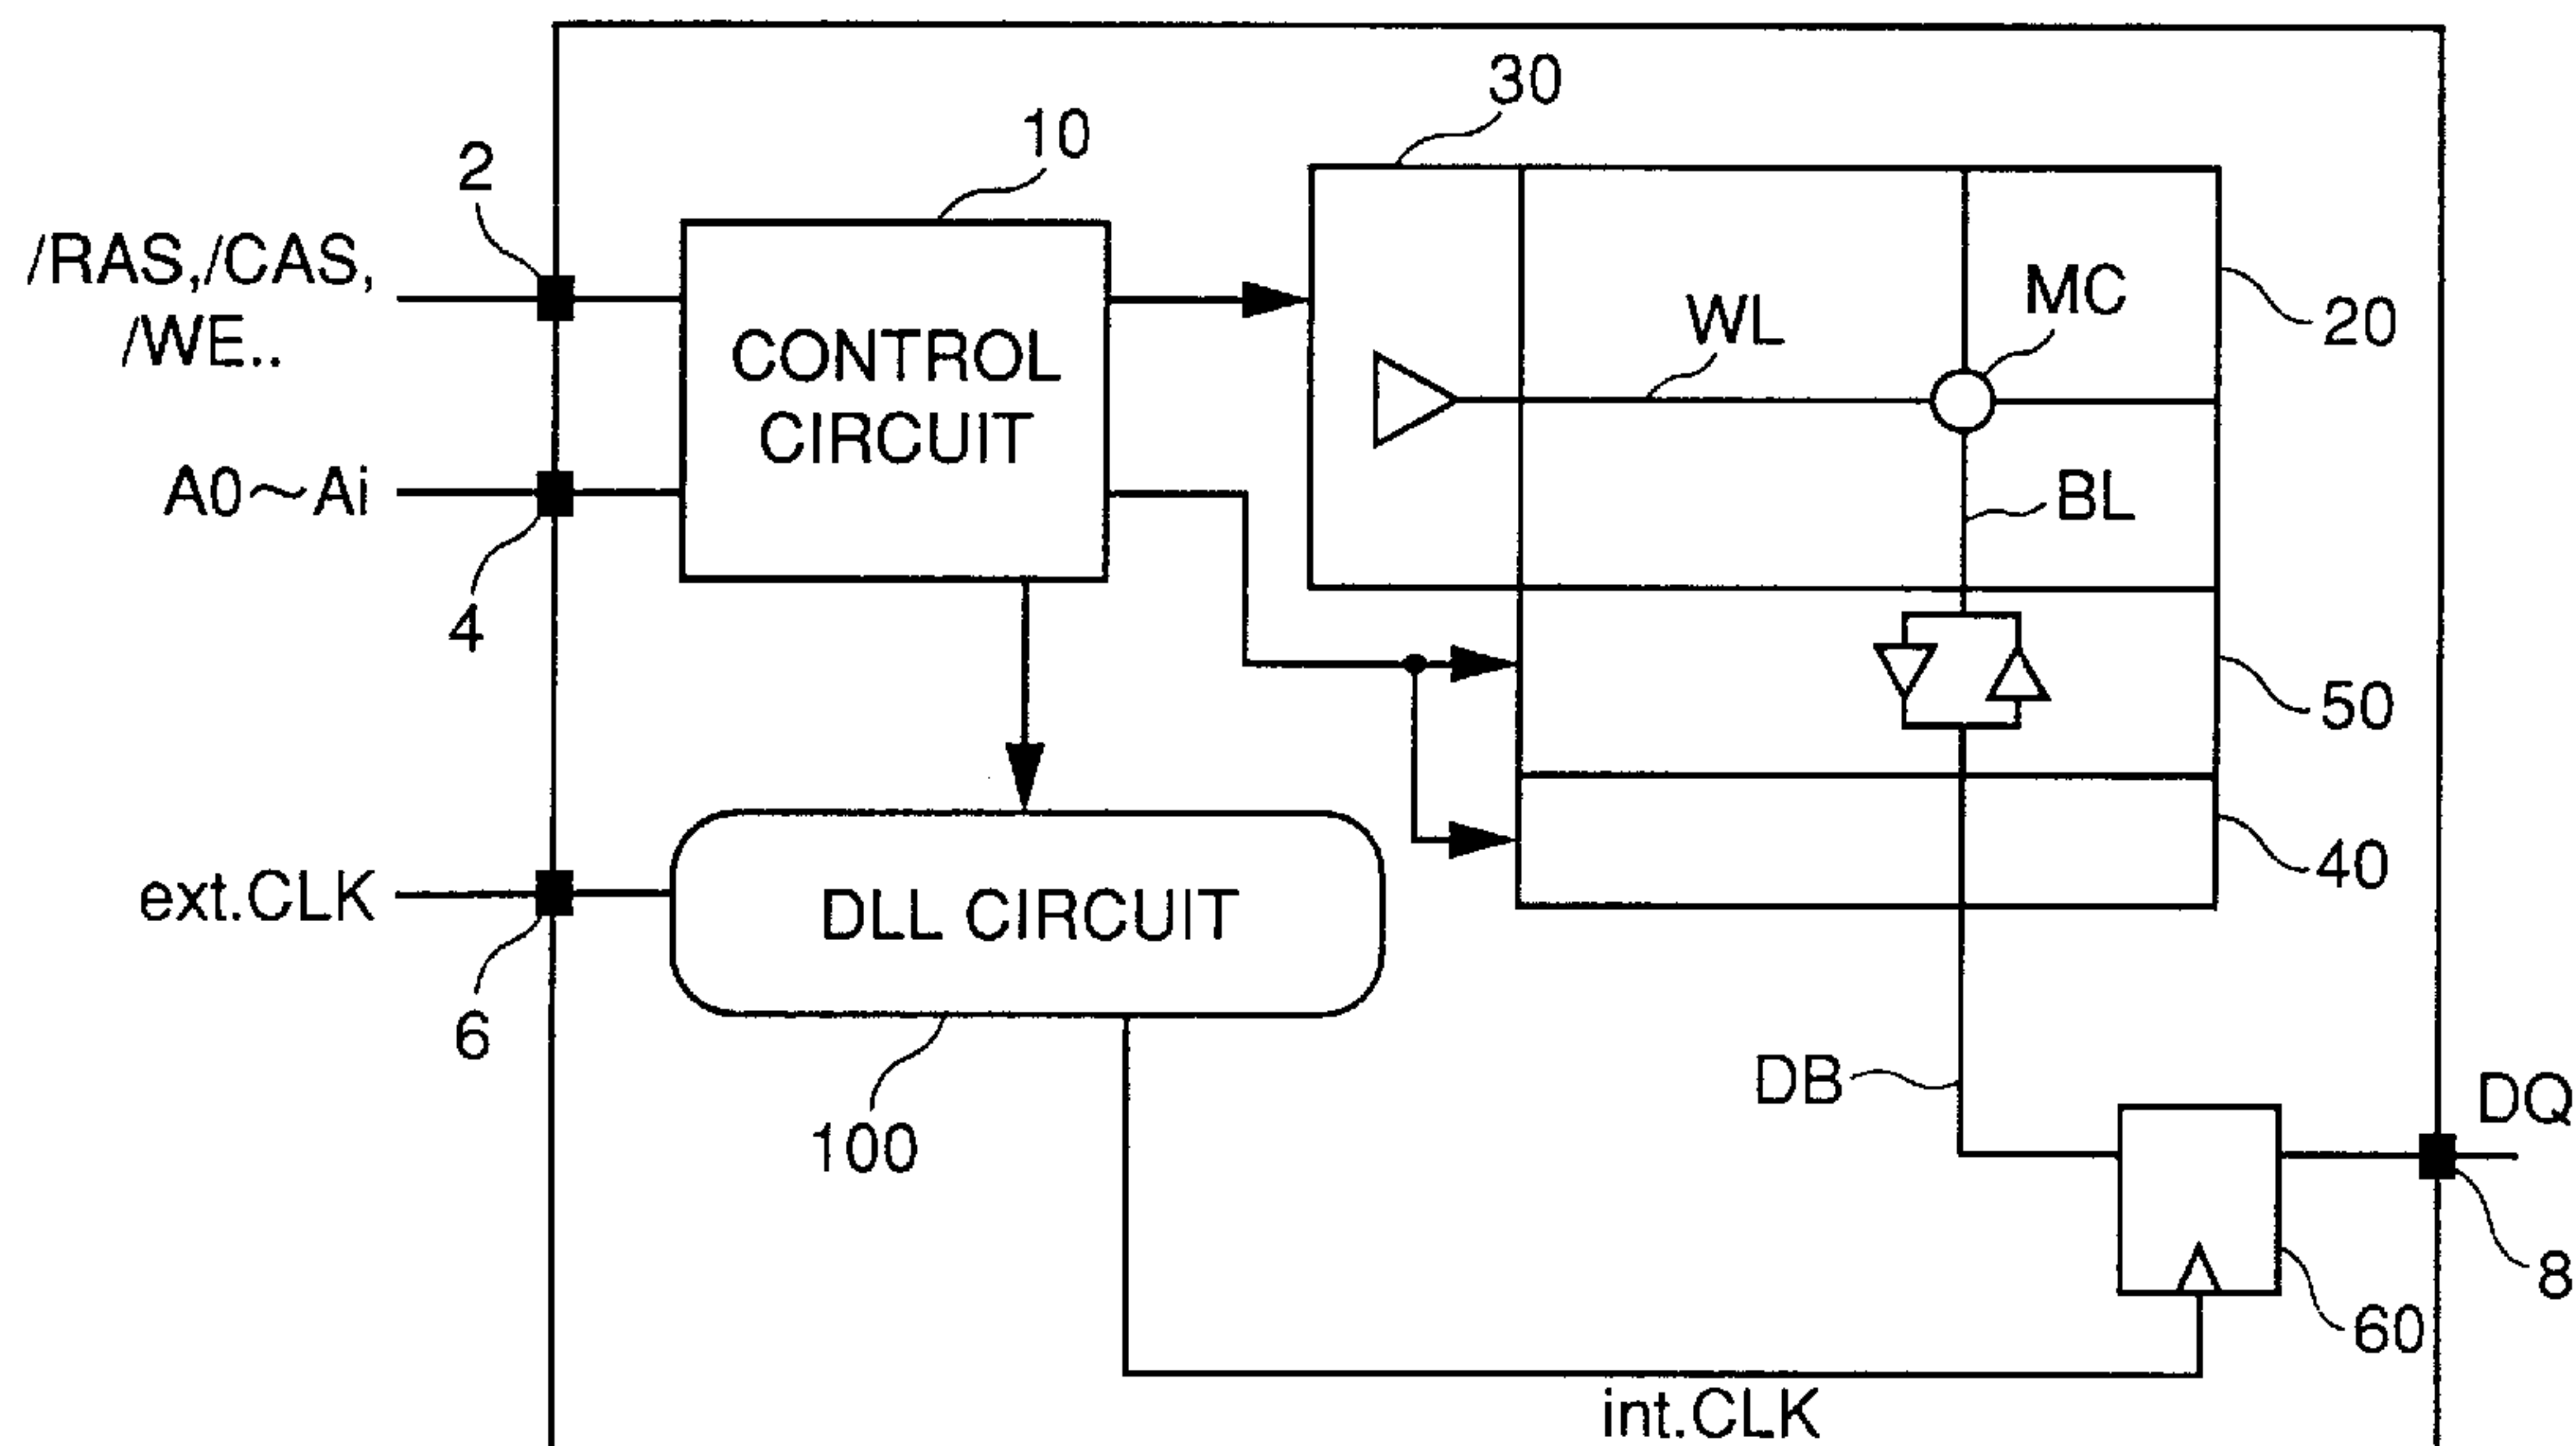 30
10
2
/RAS,/CAS,
/WE..
CONTROL
CIRCUIT
WL
MC
20
A0~Ai
BL
4
50
ext.CLK
DLL CIRCUIT
40
6
100
DB
DQ
8
60
int.CLK